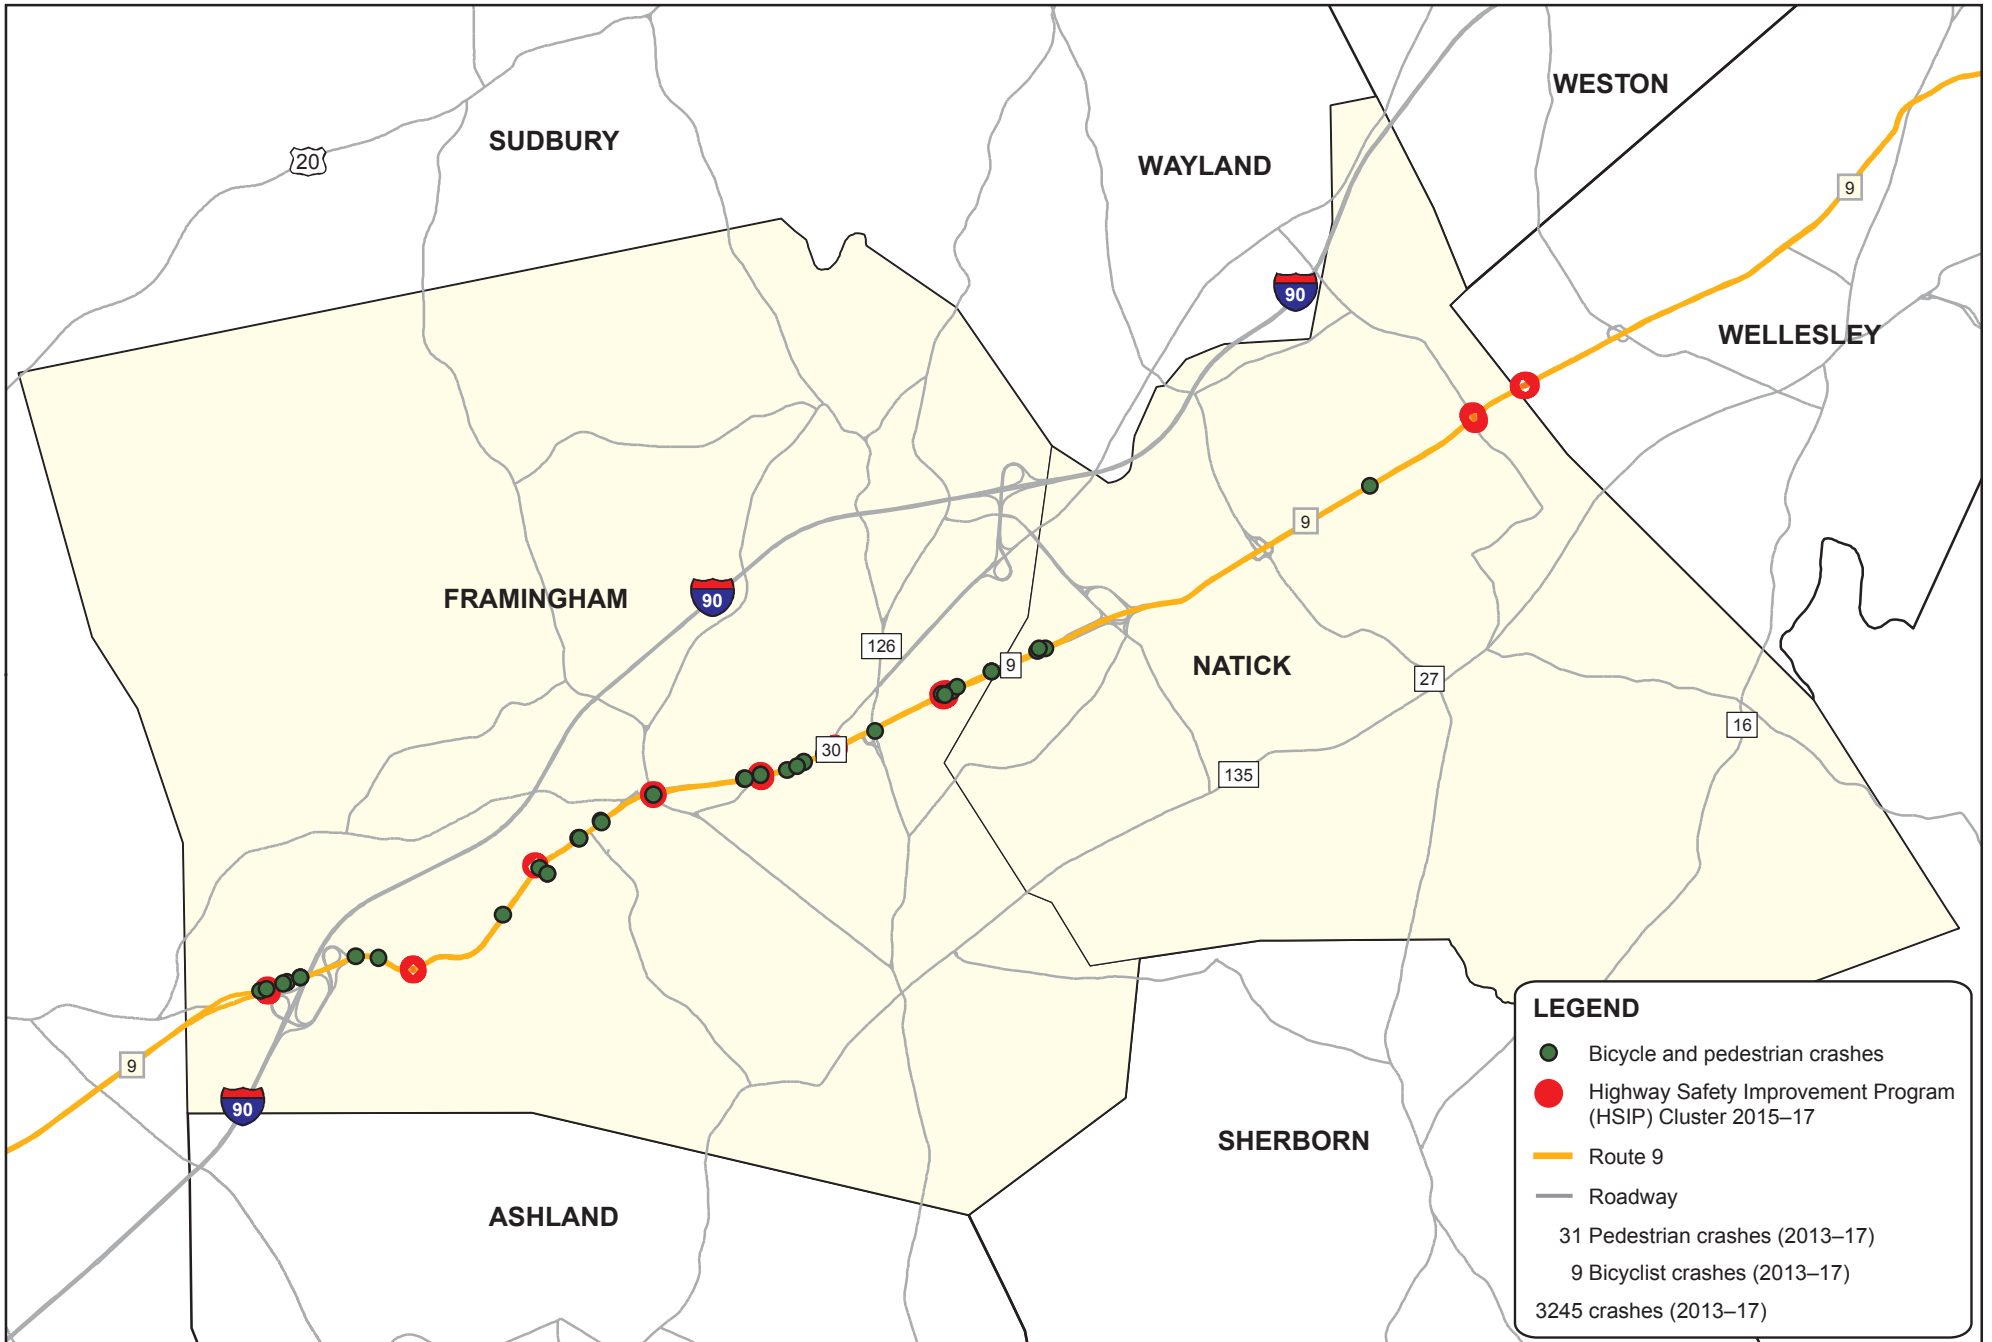 WESTON
SUDBURY
20
WAYLAND
9
90
WELLESLEY
9
FRAMINGHAM
90
126
9
NATICK
27
16
30
135
9
90
SHERBORN
ASHLAND
LEGEND
Bicycle and pedestrian crashes
Highway Safety Improvement Program
(HSIP) Cluster 2015–17
Route 9
Roadway
31 Pedestrian crashes (2013–17)
9 Bicyclist crashes (2013–17)
3245 crashes (2013–17)